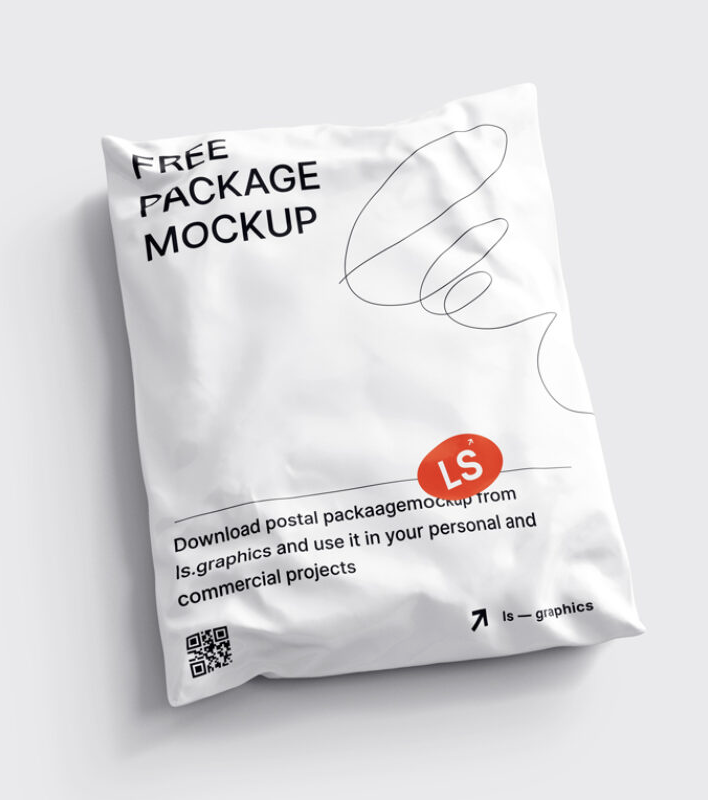 FREE
PACKAGE
MOCKUP
LS
Download postal packaagemockup from
ls.graphics and use it in your personal and
commercial projects
ls — graphics